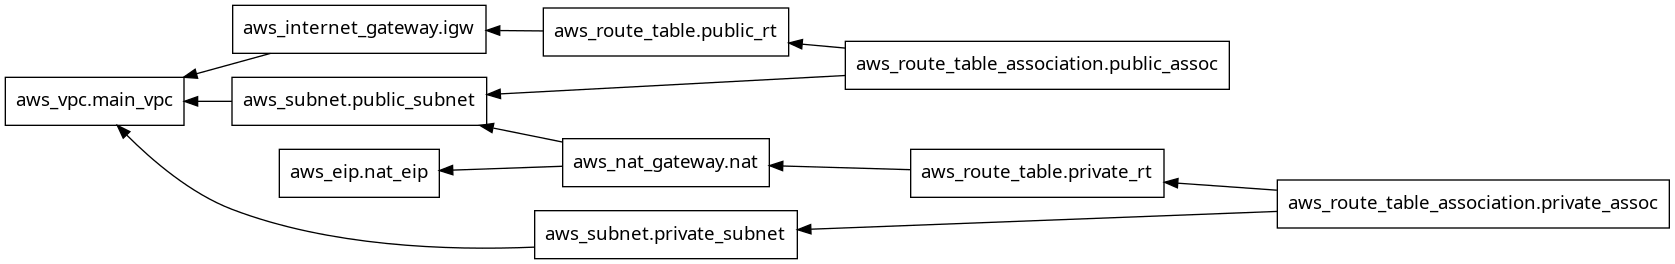 aws_internet_gateway.igw
aws_route_table.public_rt
aws_route_table_association.public_assoc
aws_vpc.main_vpc
aws_subnet.public_subnet
aws_nat_gateway.nat
aws_eip.nat_eip
aws_route_table.private_rt
aws_route_table_association.private_assoc
aws_subnet.private_subnet